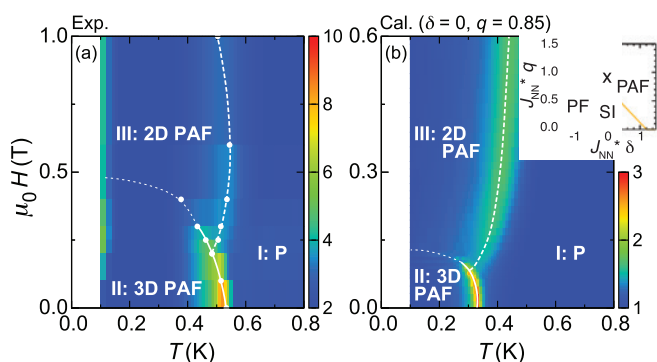 Exp.
(a)
1.0
0.5
0.0
μ₀ H (T)
III: 2D PAF
II: 3D PAF
I: P
0.0 0.2 0.4 0.6 0.8
T (K)
10
8
6
4
2
Cal. (δ = 0, q = 0.85)
(b)
0.6
0.3
0.0
III: 2D
PAF
II: 3D
PAF
I: P
0.0 0.2 0.4 0.6 0.8
T (K)
3
2
1
1.5
1.0
0.5
0.0
J_NN* q
x
PAF
PF
SI
-1 0 1
J_NN* δ